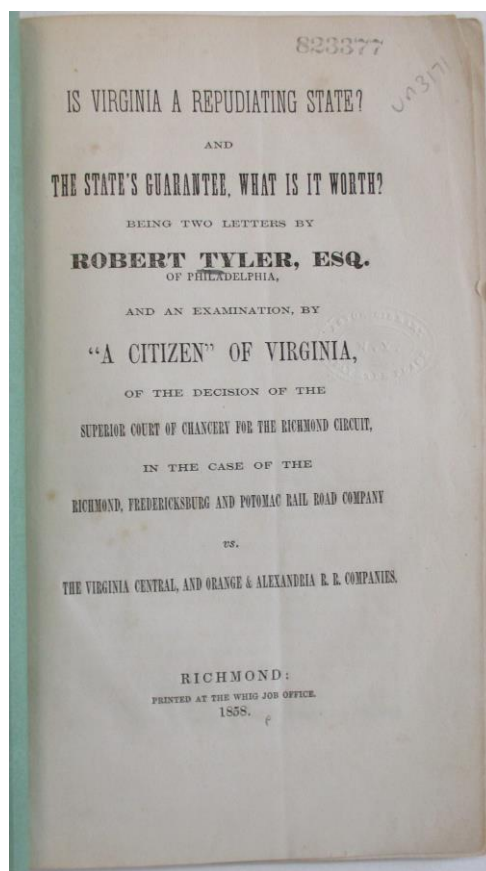 823377
IS VIRGINIA A REPUDIATING STATE?
AND
THE STATE'S GUARANTEE, WHAT IS IT WORTH?
BEING TWO LETTERS BY
ROBERT TYLER, ESQ.
OF PHILADELPHIA,
AND AN EXAMINATION, BY
"A CITIZEN" OF VIRGINIA,
OF THE DECISION OF THE
SUPERIOR COURT OF CHANCERY FOR THE RICHMOND CIRCUIT,
IN THE CASE OF THE
RICHMOND, FREDERICKSBURG AND POTOMAC RAIL ROAD COMPANY
vs.
THE VIRGINIA CENTRAL, AND ORANGE & ALEXANDRIA R. R. COMPANIES.
RICHMOND:
PRINTED AT THE WHIG JOB OFFICE.
1858.